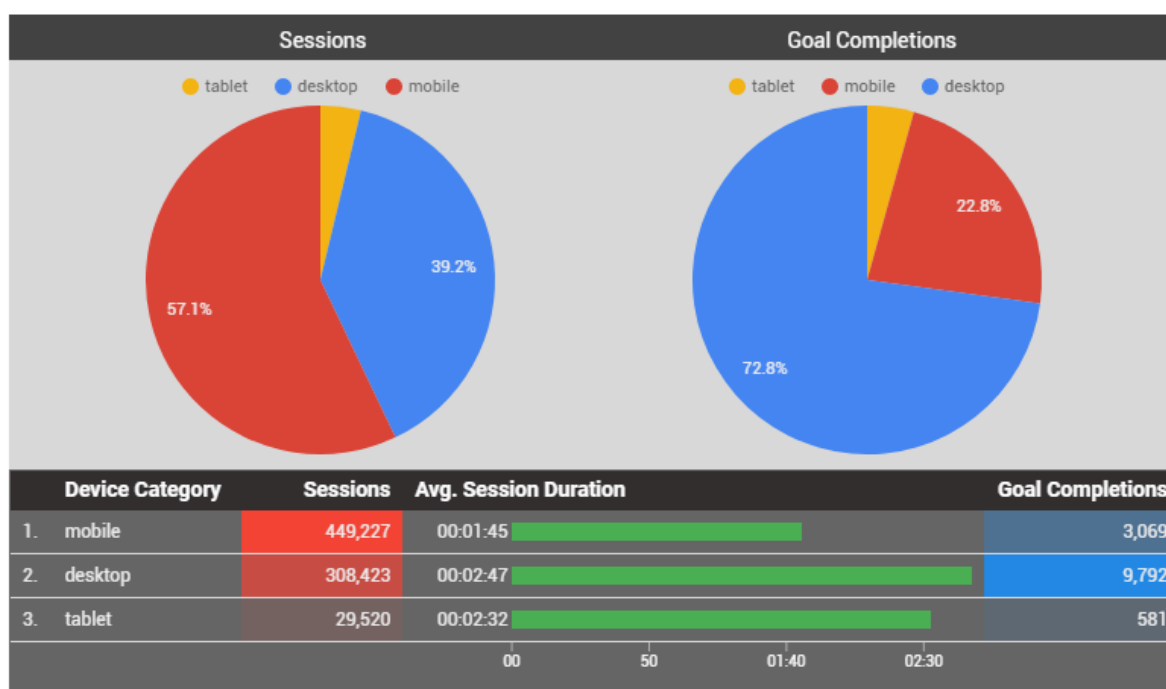 Sessions
Goal Completions
tablet desktop mobile
tablet mobile desktop
39.2%
57.1%
22.8%
72.8%
Device Category Sessions Avg. Session Duration Goal Completions
1. mobile 449,227 00:01:45 3,069
2. desktop 308,423 00:02:47 9,792
3. tablet 29,520 00:02:32 581
00 50 01:40 02:30